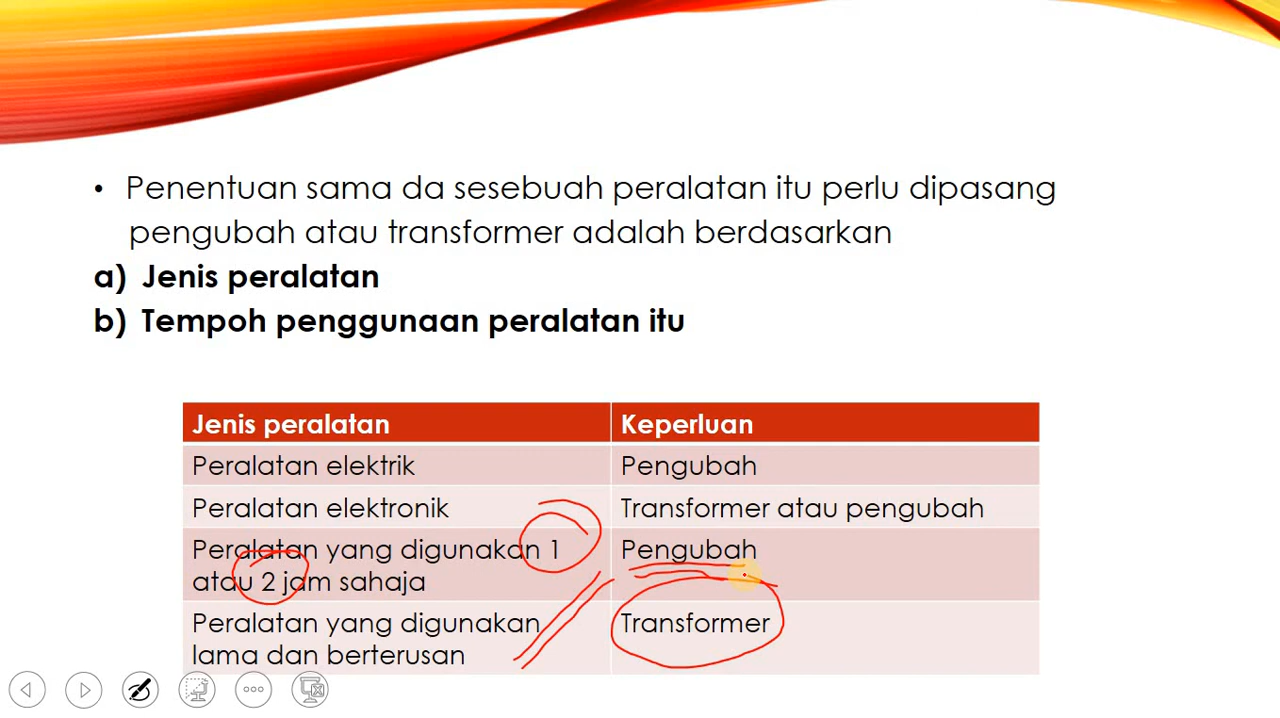 • Penentuan sama da sesebuah peralatan itu perlu dipasang
pengubah atau transformer adalah berdasarkan
a) Jenis peralatan
b) Tempoh penggunaan peralatan itu
Jenis peralatan Keperluan
Peralatan elektrik Pengubah
Peralatan elektronik Transformer atau pengubah
Peralatan yang digunakan 1 Pengubah
atau 2 jam sahaja
Peralatan yang digunakan Transformer
lama dan berterusan